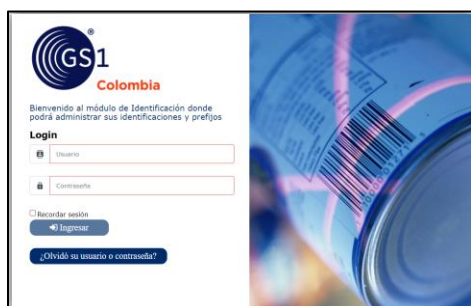 GS1
®
Colombia
Bienvenido al módulo de Identificación donde
podrá administrar sus identificaciones y prefijos
Login
Usuario
Contraseña
Recordar sesión
Ingresar
¿Olvidó su usuario o contraseña?